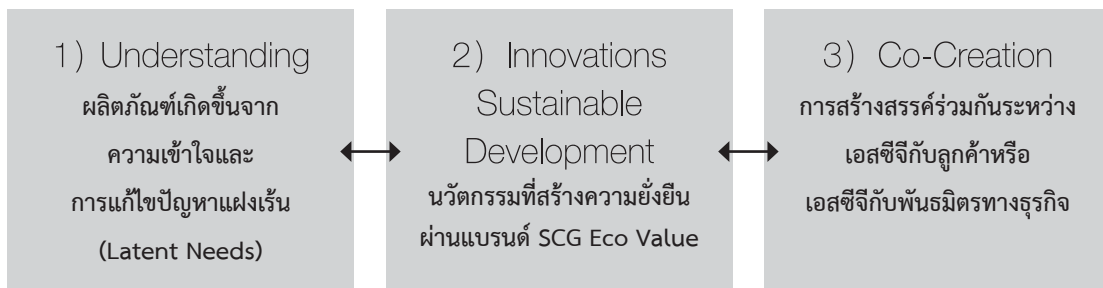 1) Understanding
ผลิตภัณฑ์เกิดขึ้นจาก
ความเข้าใจและ
การแก้ไขปัญหาแฝงเร้น
(Latent Needs)
2) Innovations
Sustainable
Development
นวัตกรรมที่สร้างความยั่งยืน
ผ่านแบรนด์ SCG Eco Value
3) Co-Creation
การสร้างสรรค์ร่วมกันระหว่าง
เอสซีจีกับลูกค้าหรือ
เอสซีจีกับพันธมิตรทางธุรกิจ